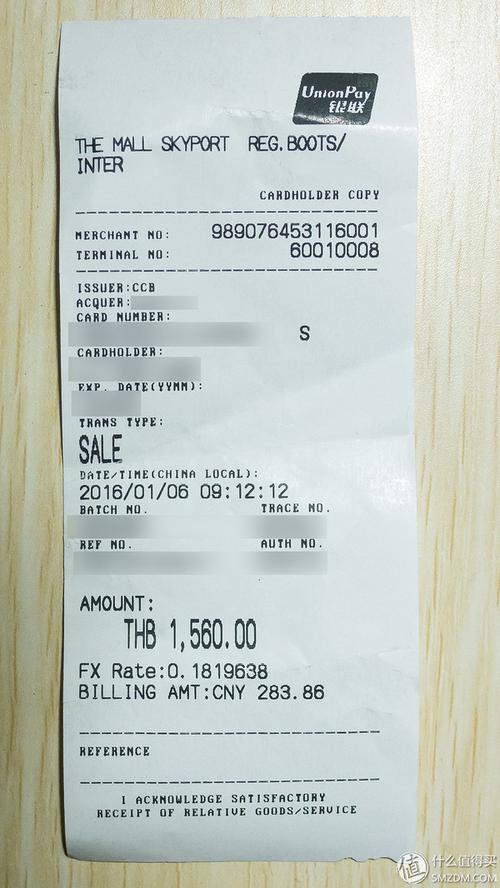 UnionPay
银联
THE MALL SKYPORT REG.BOOTS/
INTER
CARDHOLDER COPY
MERCHANT NO: 989076453116001
TERMINAL NO: 60010008
ISSUER:CCB
ACQUER:
CARD NUMBER:
S
CARDHOLDER:
EXP. DATE(YYMM):
TRANS TYPE:
SALE
DATE/TIME(CHINA LOCAL):
2016/01/06 09:12:12
BATCH NO. TRACE NO.
REF NO. AUTH NO.
AMOUNT:
THB 1,560.00
FX Rate:0.1819638
BILLING AMT:CNY 283.86
REFERENCE
I ACKNOWLEDGE SATISFACTORY
RECEIPT OF RELATIVE GOODS/SERVICE
值 什么值得买
SMZDM.COM